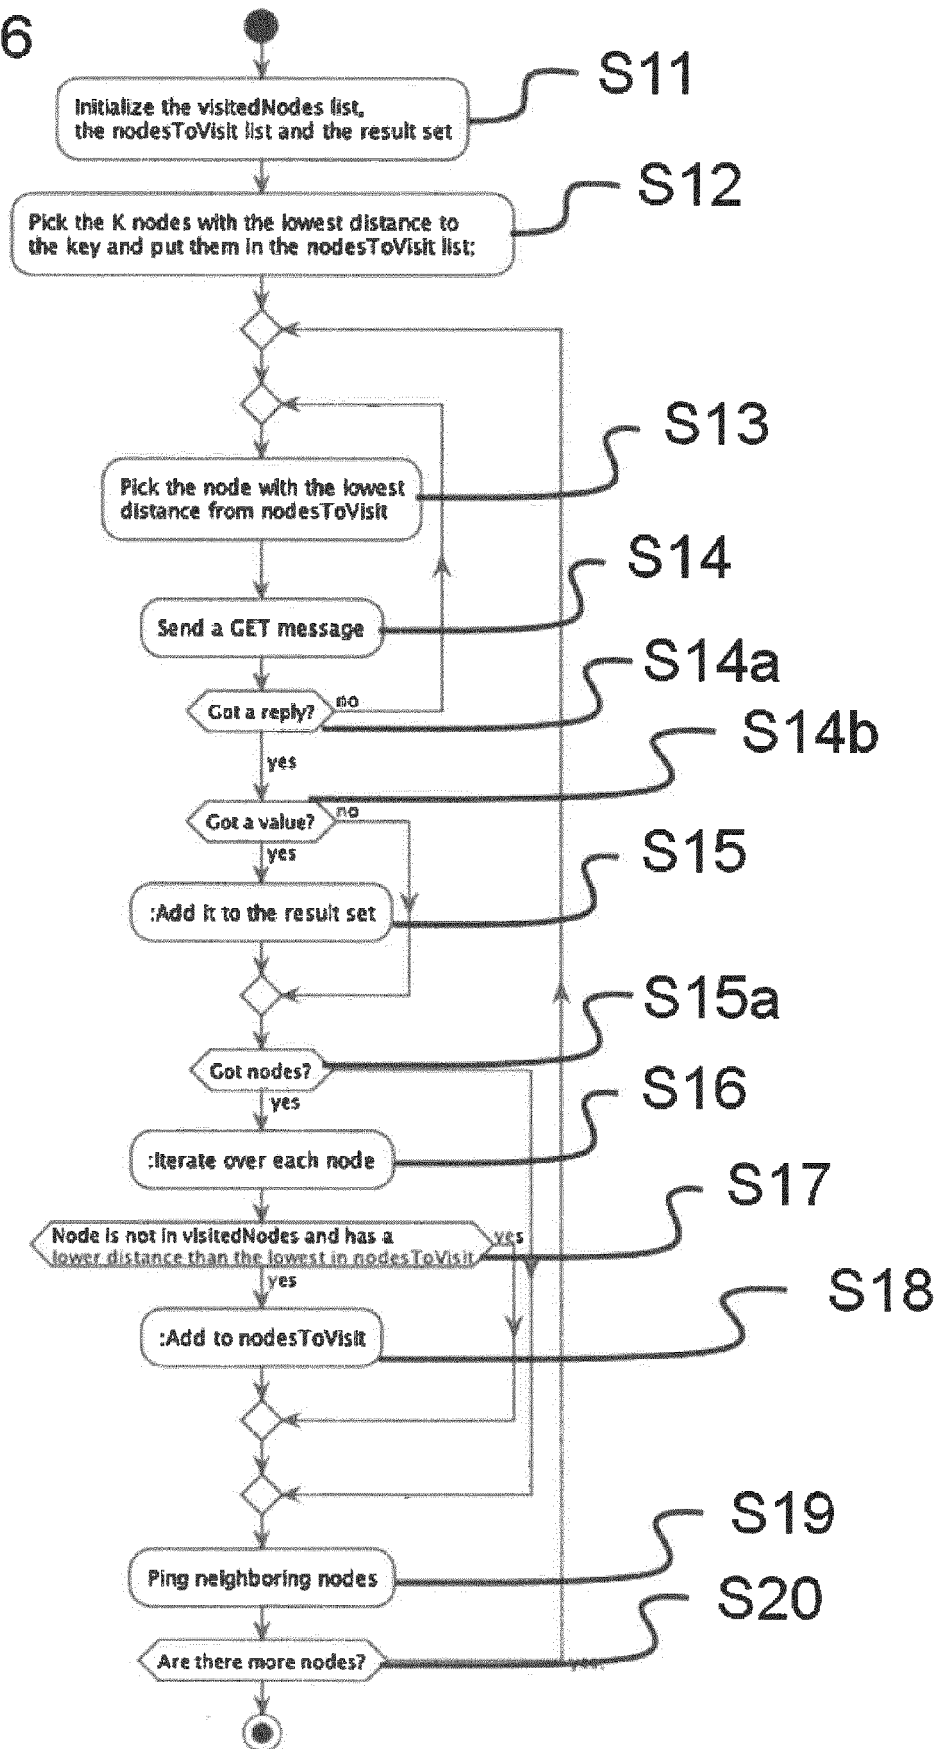 6
S11
Initialize the visitedNodes list,
the nodesToVisit list and the result set
S12
Pick the K nodes with the lowest distance to
the key and put them in the nodesToVisit list;
S13
Pick the node with the lowest
distance from nodesToVisit
S14
Send a GET message
S14a
Got a reply?
no
yes
S14b
Got a value?
no
yes
S15
:Add it to the result set
S15a
Got nodes?
yes
S16
:Iterate over each node
S17
Node is not in visitedNodes and has a
lower distance than the lowest in nodesToVisit
yes
yes
S18
:Add to nodesToVisit
S19
Ping neighboring nodes
S20
Are there more nodes?